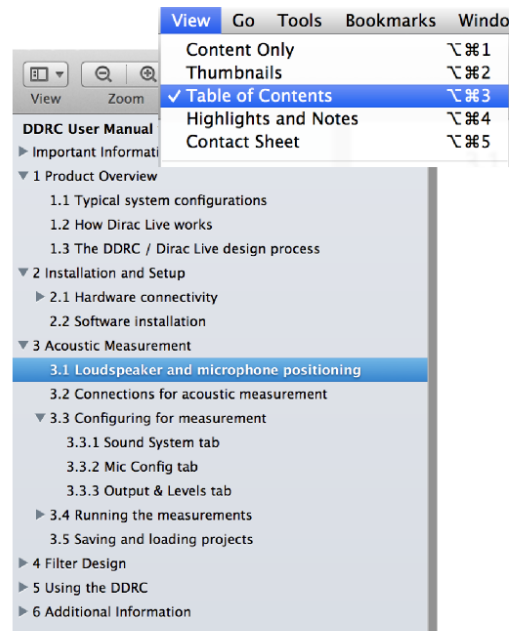 View Go Tools Bookmarks Windo
Content Only ⌥⌘1
Thumbnails ⌥⌘2
✓ Table of Contents ⌥⌘3
Highlights and Notes ⌥⌘4
Contact Sheet ⌥⌘5
View Zoom
DDRC User Manual
Important Informati
1 Product Overview
1.1 Typical system configurations
1.2 How Dirac Live works
1.3 The DDRC / Dirac Live design process
2 Installation and Setup
2.1 Hardware connectivity
2.2 Software installation
3 Acoustic Measurement
3.1 Loudspeaker and microphone positioning
3.2 Connections for acoustic measurement
3.3 Configuring for measurement
3.3.1 Sound System tab
3.3.2 Mic Config tab
3.3.3 Output & Levels tab
3.4 Running the measurements
3.5 Saving and loading projects
4 Filter Design
5 Using the DDRC
6 Additional Information